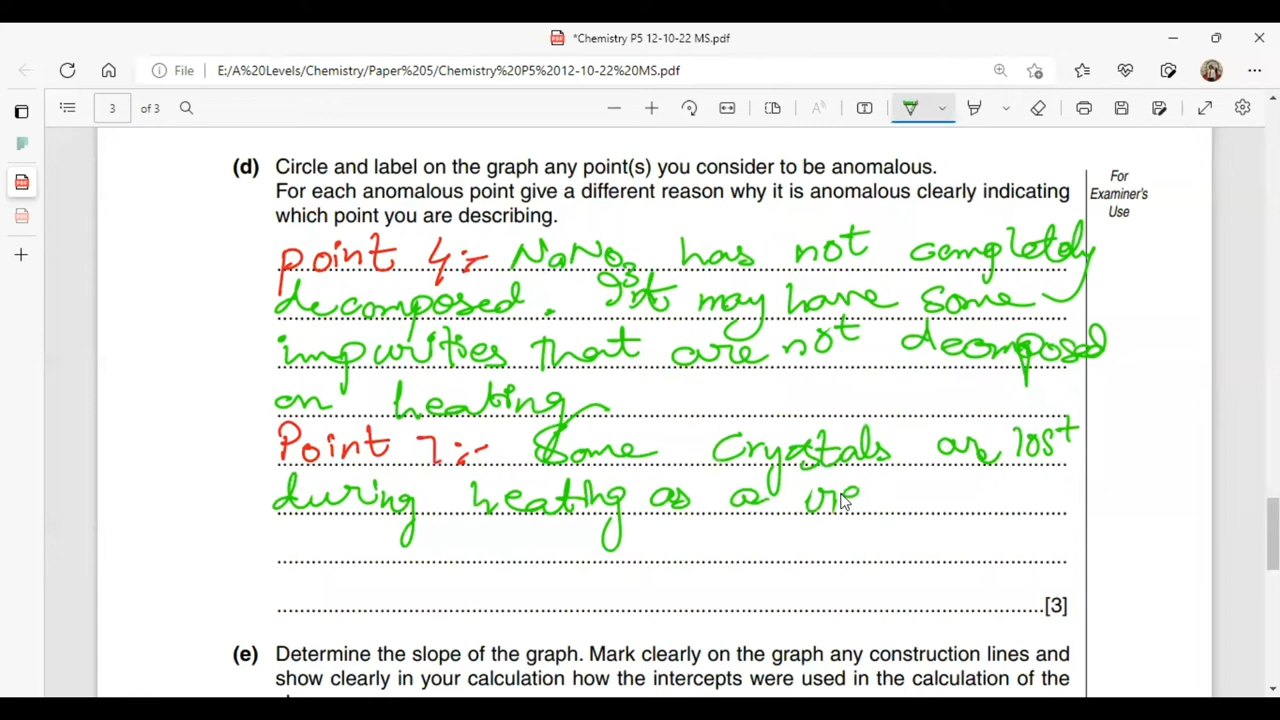 *Chemistry P5 12-10-22 MS.pdf
File E:/A%20Levels/Chemistry/Paper%205/Chemistry%20P5%2012-10-22%20MS.pdf
3 of 3
(d) Circle and label on the graph any point(s) you consider to be anomalous.
For each anomalous point give a different reason why it is anomalous clearly indicating
which point you are describing.
For
Examiner's
Use
Point 4:- NaNO3 has not completely
decomposed. It may have some
impurities that are not decomposed
on heating
Point 7:- Some Crystals are lost
during heating as a
[3]
(e) Determine the slope of the graph. Mark clearly on the graph any construction lines and
show clearly in your calculation how the intercepts were used in the calculation of the